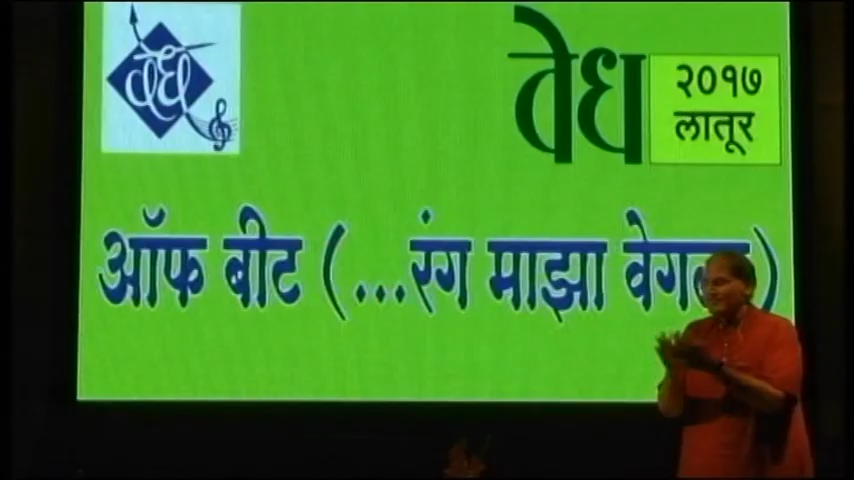 वेध
वेध
२०१७
लातूर
ऑफ बीट (...रंग माझा